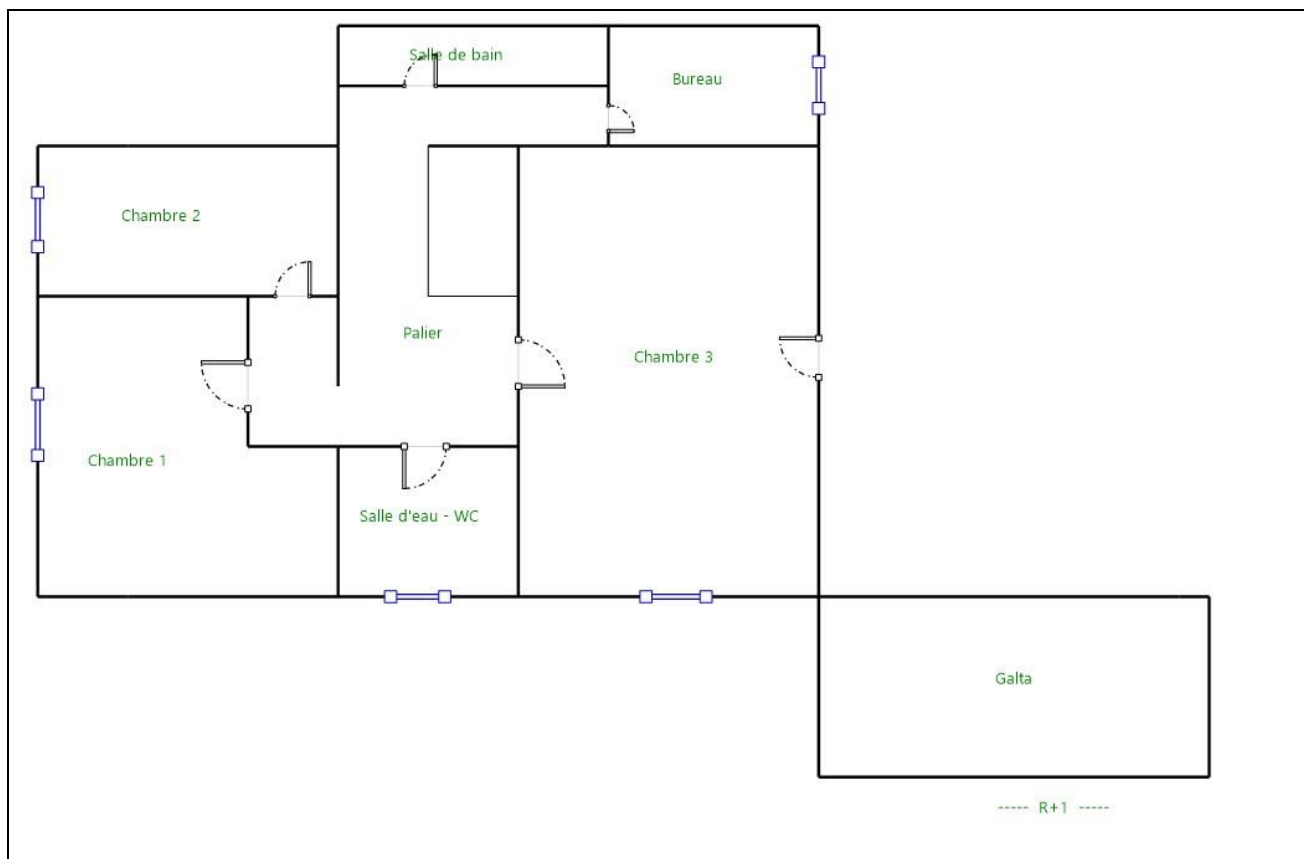 Salle de bain
Bureau
Chambre 2
Palier
Chambre 3
Chambre 1
Salle d'eau - WC
Galta
----- R+1 -----